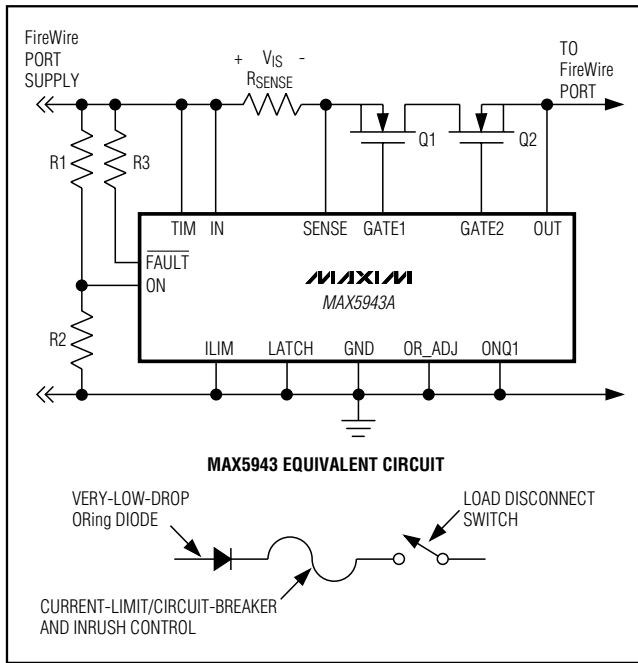 FireWire
PORT
SUPPLY
+ VIS -
RSENSE
TO
FireWire
PORT
R1
R3
Q1
Q2
TIM IN SENSE GATE1 GATE2 OUT
FAULT
ON
MAXIM
MAX5943A
R2
ILIM LATCH GND OR_ADJ ONQ1
MAX5943 EQUIVALENT CIRCUIT
VERY-LOW-DROP
ORing DIODE
LOAD DISCONNECT
SWITCH
CURRENT-LIMIT/CIRCUIT-BREAKER
AND INRUSH CONTROL